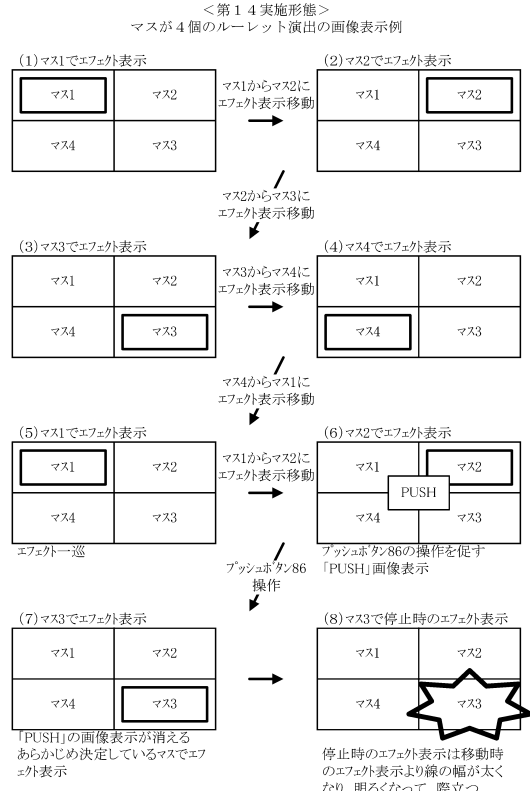 ＜第１４実施形態＞
マスが４個のルーレット演出の画像表示例
(1)マス1でエフェクト表示
マス1
マス2
マス4
マス3
マス1からマス2に
エフェクト表示移動
(2)マス2でエフェクト表示
マス1
マス2
マス4
マス3
マス2からマス3に
エフェクト表示移動
(3)マス3でエフェクト表示
マス1
マス2
マス4
マス3
マス3からマス4に
エフェクト表示移動
(4)マス4でエフェクト表示
マス1
マス2
マス4
マス3
マス4からマス1に
エフェクト表示移動
(5)マス1でエフェクト表示
マス1
マス2
マス4
マス3
エフェクト一巡
マス1からマス2に
エフェクト表示移動
(6)マス2でエフェクト表示
マス1
マス2
PUSH
マス4
マス3
プッシュボタン86の操作を促す
「PUSH」画像表示
プッシュボタン86
操作
(7)マス3でエフェクト表示
マス1
マス2
マス4
マス3
「PUSH」の画像表示が消える
あらかじめ決定しているマスでエフ
ェクト表示
(8)マス3で停止時のエフェクト表示
マス1
マス2
マス4
マス3
停止時のエフェクト表示は移動時
のエフェクト表示より線の幅が太く
なり、明るくなって、際立つ